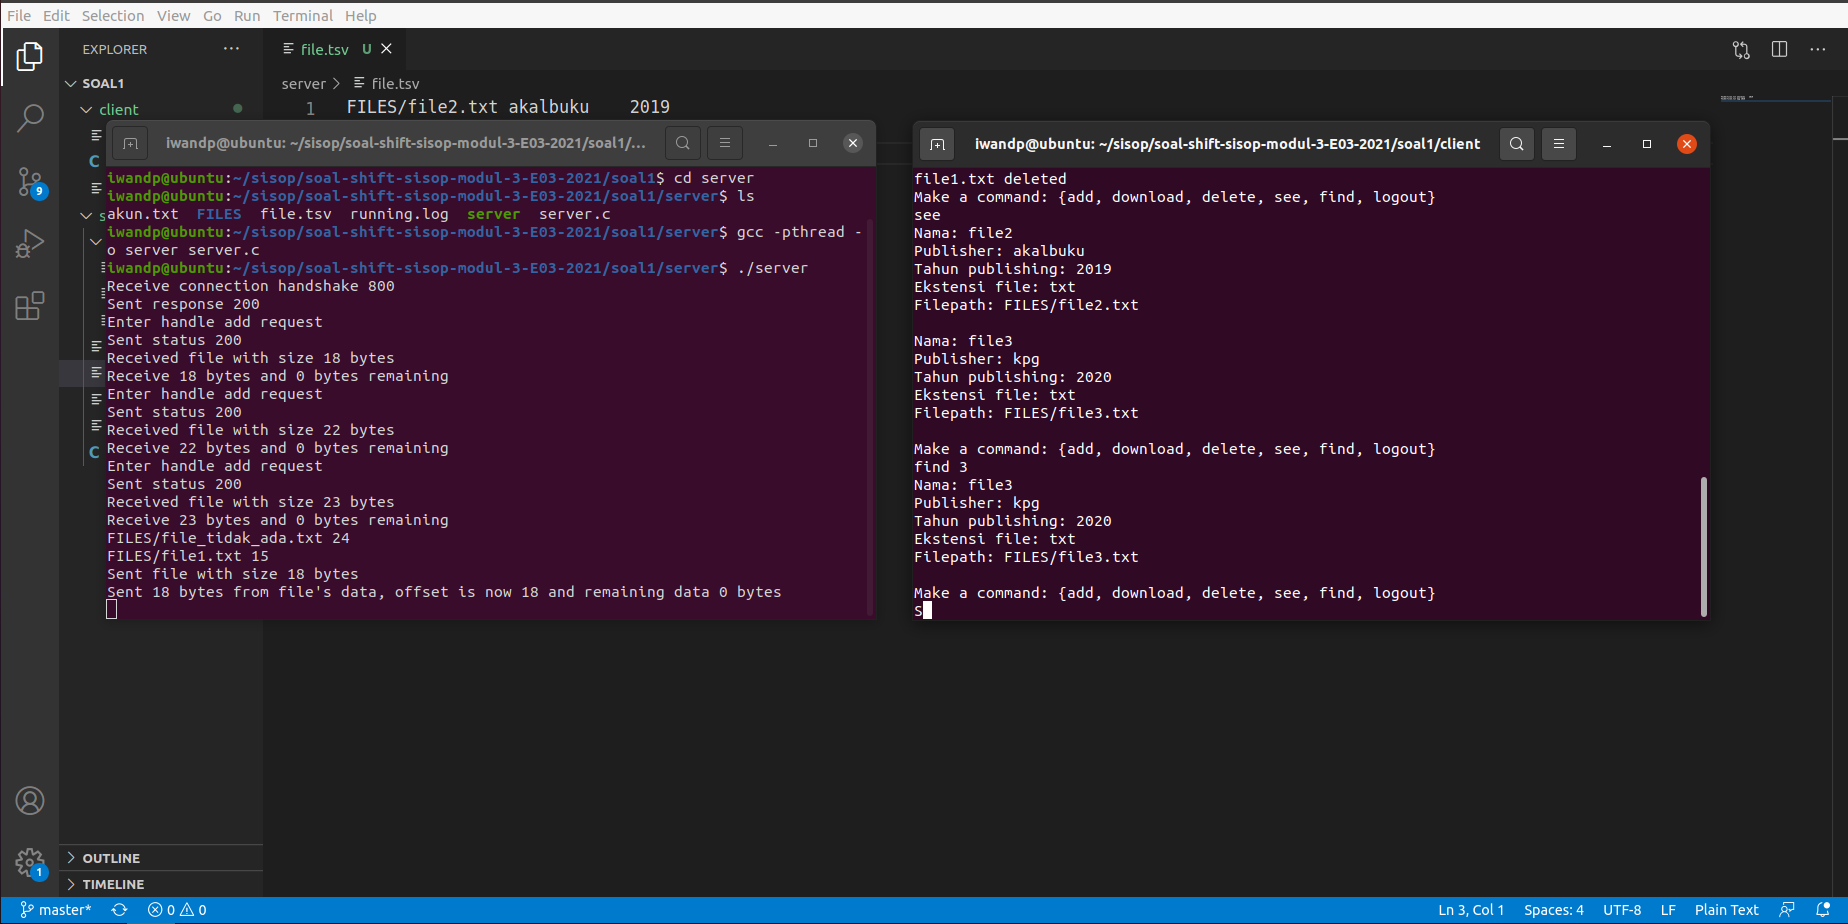 File Edit Selection View Go Run Terminal Help
EXPLORER ···
file.tsv U
SOAL1
server > file.tsv
client
1 FILES/file2.txt akalbuku 2019
C
9
s
C
iwandp@ubuntu: ~/sisop/soal-shift-sisop-modul-3-E03-2021/soal1/...
iwandp@ubuntu:~/sisop/soal-shift-sisop-modul-3-E03-2021/soal1$ cd server
iwandp@ubuntu:~/sisop/soal-shift-sisop-modul-3-E03-2021/soal1/server$ ls
akun.txt FILES file.tsv running.log server server.c
iwandp@ubuntu:~/sisop/soal-shift-sisop-modul-3-E03-2021/soal1/server$ gcc -pthread -
o server server.c
iwandp@ubuntu:~/sisop/soal-shift-sisop-modul-3-E03-2021/soal1/server$ ./server
Receive connection handshake 800
Sent response 200
Enter handle add request
Sent status 200
Received file with size 18 bytes
Receive 18 bytes and 0 bytes remaining
Enter handle add request
Sent status 200
Received file with size 22 bytes
Receive 22 bytes and 0 bytes remaining
Enter handle add request
Sent status 200
Received file with size 23 bytes
Receive 23 bytes and 0 bytes remaining
FILES/file_tidak_ada.txt 24
FILES/file1.txt 15
Sent file with size 18 bytes
Sent 18 bytes from file's data, offset is now 18 and remaining data 0 bytes
iwandp@ubuntu: ~/sisop/soal-shift-sisop-modul-3-E03-2021/soal1/client
file1.txt deleted
Make a command: {add, download, delete, see, find, logout}
see
Nama: file2
Publisher: akalbuku
Tahun publishing: 2019
Ekstensi file: txt
Filepath: FILES/file2.txt
Nama: file3
Publisher: kpg
Tahun publishing: 2020
Ekstensi file: txt
Filepath: FILES/file3.txt
Make a command: {add, download, delete, see, find, logout}
find 3
Nama: file3
Publisher: kpg
Tahun publishing: 2020
Ekstensi file: txt
Filepath: FILES/file3.txt
Make a command: {add, download, delete, see, find, logout}
S
1
OUTLINE
TIMELINE
master* 0 0 Ln 3, Col 1 Spaces: 4 UTF-8 LF Plain Text